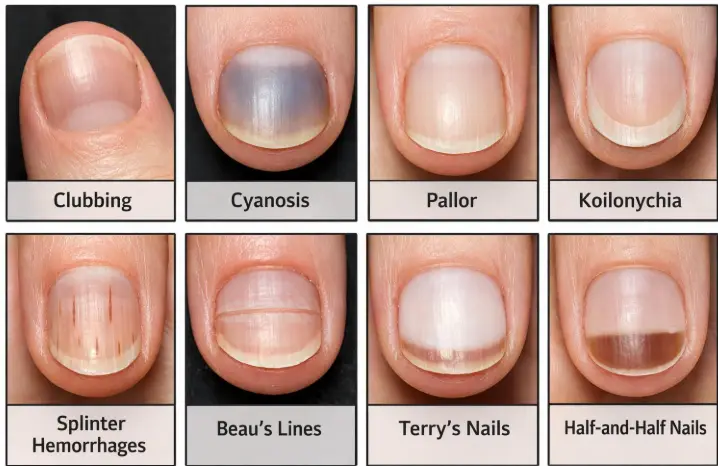 Clubbing
Cyanosis
Pallor
Koilonychia
Splinter
Hemorrhages
Beau's Lines
Terry's Nails
Half-and-Half Nails